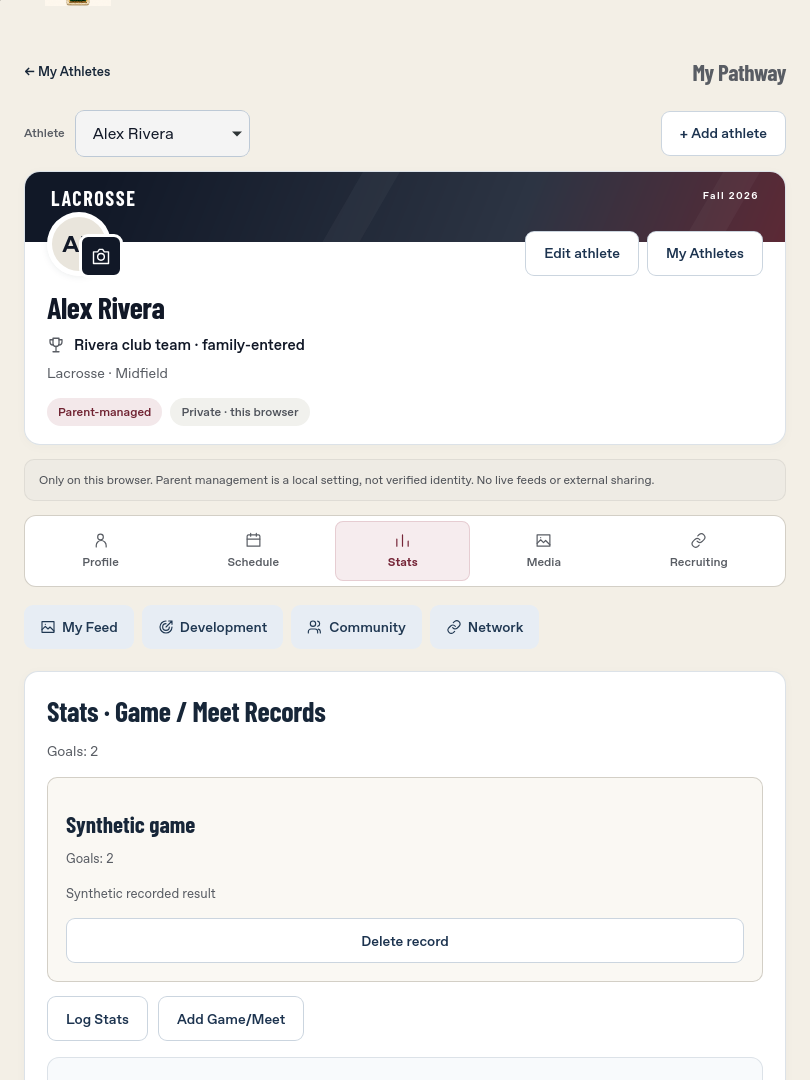 ← My Athletes
My Pathway
Athlete
Alex Rivera
+ Add athlete
LACROSSE
Fall 2026
A
Edit athlete
My Athletes
Alex Rivera
Rivera club team · family-entered
Lacrosse · Midfield
Parent-managed
Private · this browser
Only on this browser. Parent management is a local setting, not verified identity. No live feeds or external sharing.
Profile
Schedule
Stats
Media
Recruiting
My Feed
Development
Community
Network
Stats · Game / Meet Records
Goals: 2
Synthetic game
Goals: 2
Synthetic recorded result
Delete record
Log Stats
Add Game/Meet